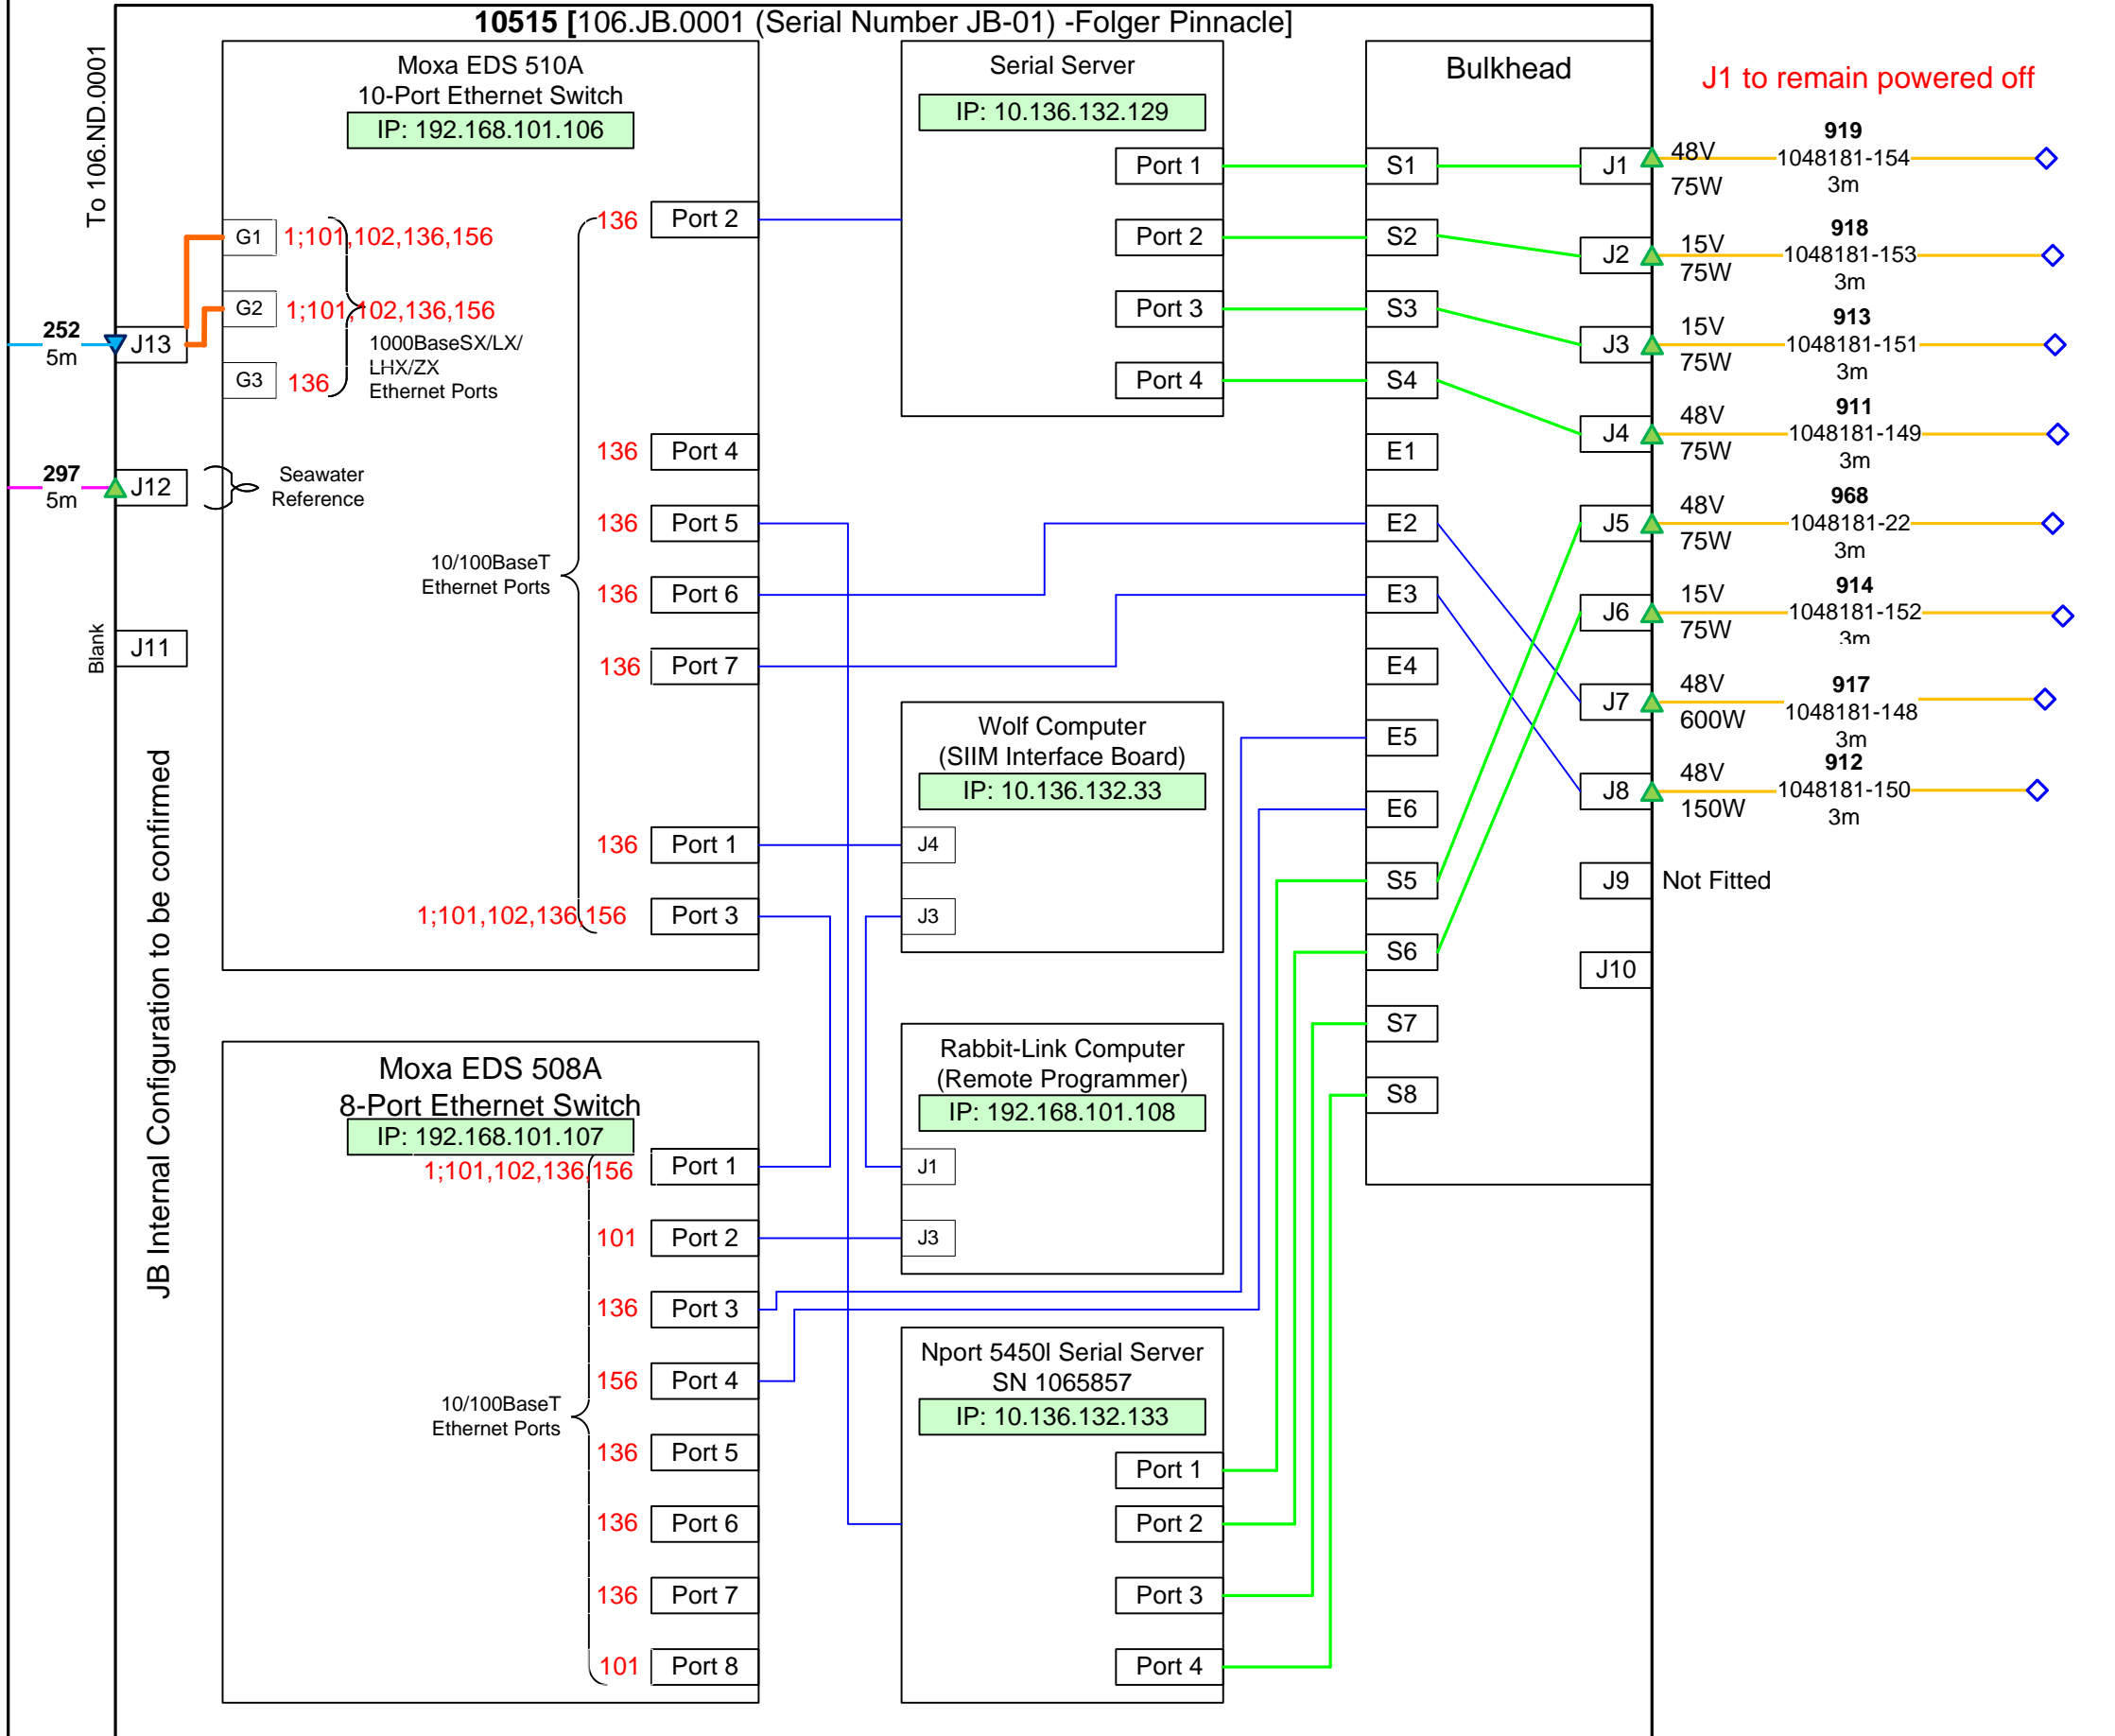 10515 [106.JB.0001 (Serial Number JB-01) -Folger Pinnacle]
To 106.ND.0001
252
5m
J13
297
5m
J12
Seawater
Reference
Blank
J11
JB Internal Configuration to be confirmed
Moxa EDS 510A
10-Port Ethernet Switch
IP: 192.168.101.106
G1
1;101,102,136,156
G2
1;101,102,136,156
G3
136
1000BaseSX/LX/
LHX/ZX
Ethernet Ports
10/100BaseT
Ethernet Ports
136 Port 2
136 Port 4
136 Port 5
136 Port 6
136 Port 7
136 Port 1
1;101,102,136,156 Port 3
Moxa EDS 508A
8-Port Ethernet Switch
IP: 192.168.101.107
1;101,102,136,156 Port 1
101 Port 2
136 Port 3
156 Port 4
10/100BaseT
Ethernet Ports
136 Port 5
136 Port 6
136 Port 7
101 Port 8
Serial Server
IP: 10.136.132.129
Port 1
Port 2
Port 3
Port 4
Wolf Computer
(SIIM Interface Board)
IP: 10.136.132.33
J4
J3
Rabbit-Link Computer
(Remote Programmer)
IP: 192.168.101.108
J1
J3
Nport 5450I Serial Server
SN 1065857
IP: 10.136.132.133
Port 1
Port 2
Port 3
Port 4
Bulkhead
S1
S2
S3
S4
E1
E2
E3
E4
E5
E6
S5
S6
S7
S8
J1
J2
J3
J4
J5
J6
J7
J8
J9
Not Fitted
J10
J1 to remain powered off
48V
75W
919
1048181-154
3m
15V
75W
918
1048181-153
3m
15V
75W
913
1048181-151
3m
48V
75W
911
1048181-149
3m
48V
75W
968
1048181-22
3m
15V
75W
914
1048181-152
3m
48V
600W
917
1048181-148
3m
48V
150W
912
1048181-150
3m